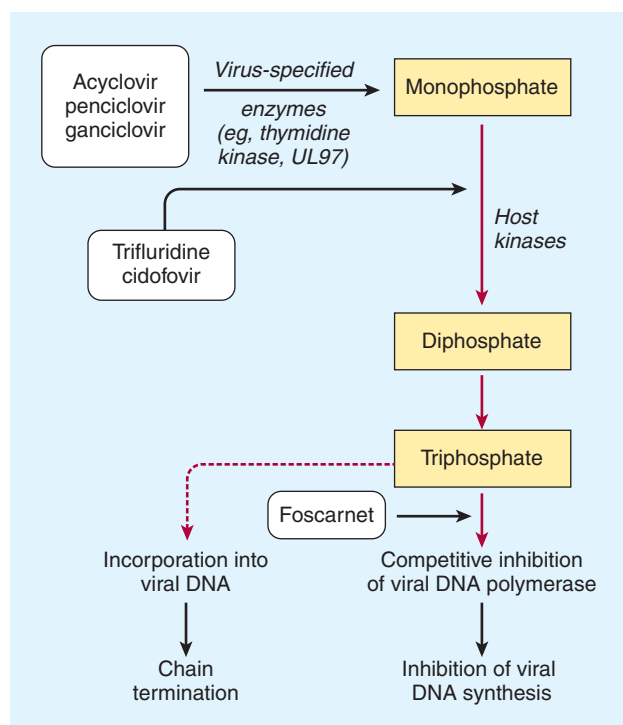 Acyclovir
penciclovir
ganciclovir
Virus-specified
enzymes
(eg, thymidine
kinase, UL97)
Monophosphate
Trifluridine
cidofovir
Host
kinases
Diphosphate
Triphosphate
Foscarnet
Incorporation into
viral DNA
Competitive inhibition
of viral DNA polymerase
Chain
termination
Inhibition of viral
DNA synthesis